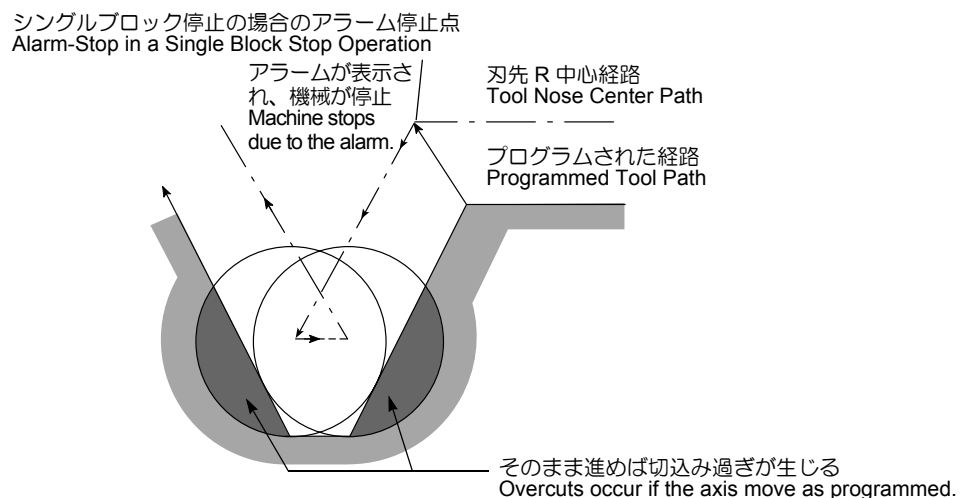 シングルブロック停止の場合のアラーム停止点
Alarm-Stop in a Single Block Stop Operation
アラームが表示さ
れ、機械が停止
Machine stops
due to the alarm.
刃先 R 中心経路
Tool Nose Center Path
プログラムされた経路
Programmed Tool Path
そのまま進めば切込み過ぎが生じる
Overcuts occur if the axis move as programmed.